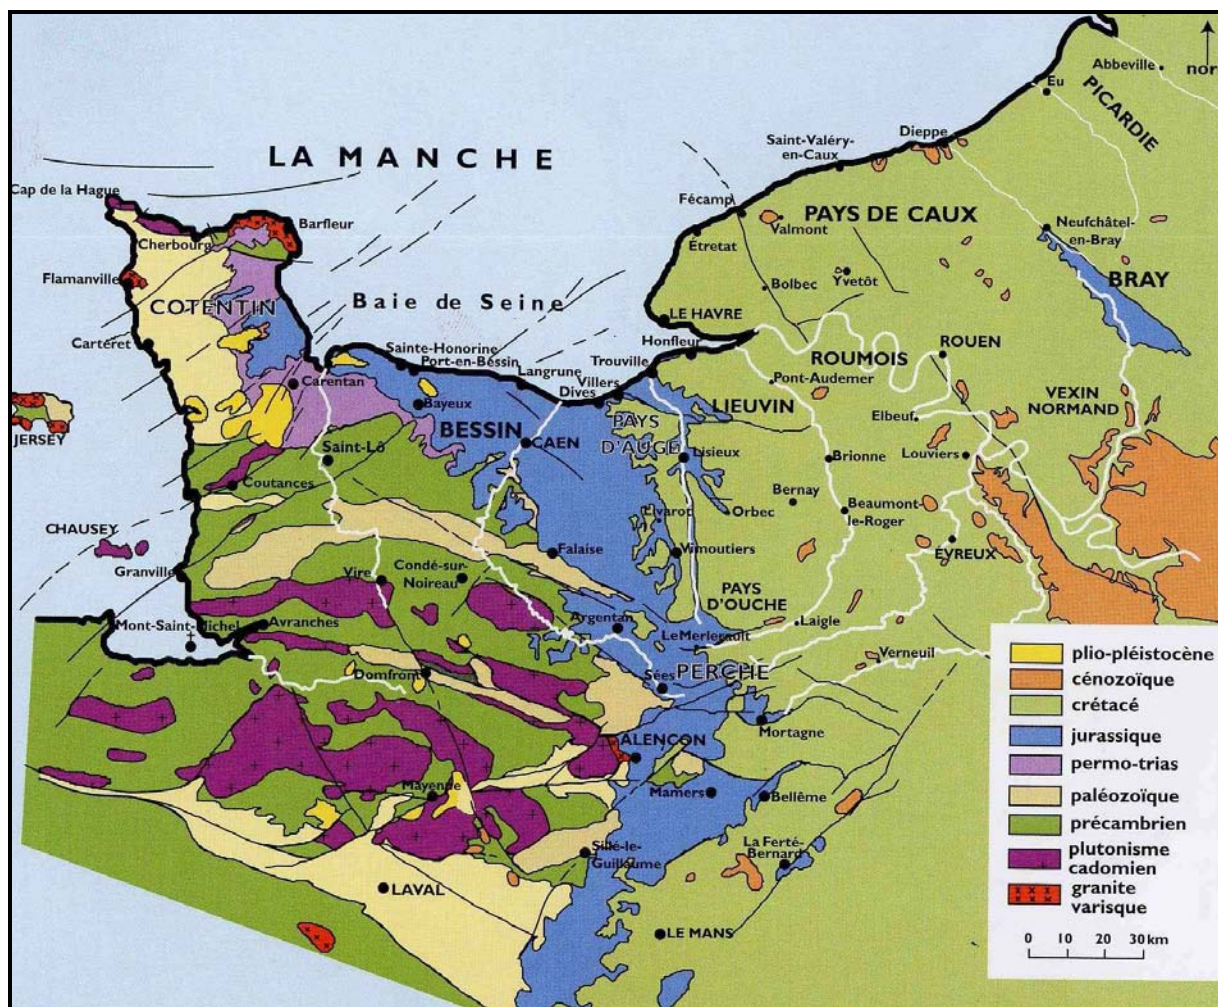 nord
Abbeville
Eu
PICARDIE
Dieppe
Saint-Valéry-
en-Caux
LA MANCHE
Cap de la Hague
Fécamp
PAYS DE CAUX
Valmont
Neufchâtel-
en-Bray
Barfleur
Cherbourg
Étretat
Flamanville
Yvetôt
BRAY
Bolbec
COTENTIN
Baie de Seine
LE HAVRE
Carteret
Honfleur
ROUEN
Sainte-Honorine
Port-en-Bessin
Trouville
ROUMOIS
Langrune
Villers
Dives
Carentan
Pont-Audemer
VEXIN
NORMAND
Bayeux
LIEUVIN
Elbeuf
JERSEY
BESSIN
PAYS
D'AUGE
CAEN
Saint-Lô
Lisieux
Brionne
Louviers
Coutances
Bernay
Beaumont-
le-Roger
Orbec
Livarot
CHAUSEY
Falaise
Vimoutiers
ÉVREUX
Granville
Vire
Condé-sur-
Noireau
PAYS
D'OUCHE
Mont-Saint-Michel
Avranches
Argentan
Laigle
Le Merlerault
Verneuil
PERCHE
Domfront
Sées
Mortagne
ALENÇON
Mayenne
Mamers
Bellême
Sillé-le-
Guillaume
La Ferté-
Bernard
LAVAL
LE MANS
plio-pléistocène
cénozoïque
crétacé
jurassique
permo-trias
paléozoïque
précambrien
plutonisme
cadomien
granite
varisque
0 10 20 30 km